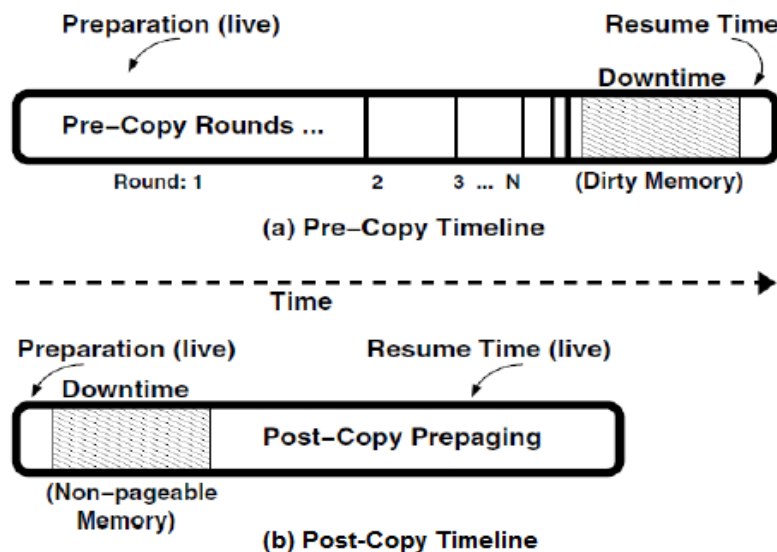 Preparation (live)
Resume Time
Downtime
Pre-Copy Rounds ...
Round: 1 2 3 ... N (Dirty Memory)
(a) Pre-Copy Timeline
Time
Preparation (live)
Resume Time (live)
Downtime
Post-Copy Prepaging
(Non-pageable
Memory)
(b) Post-Copy Timeline